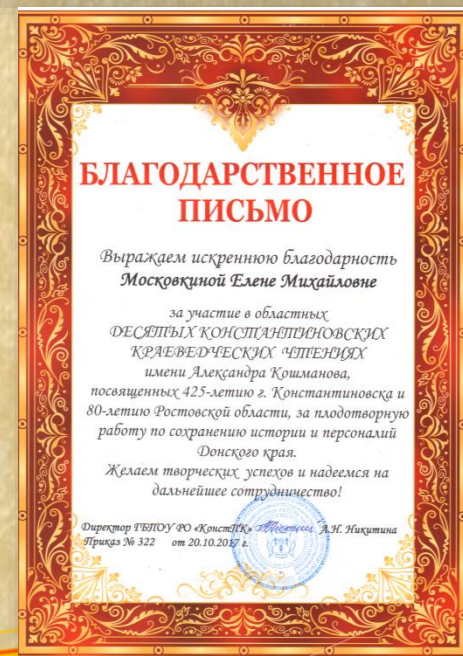 БЛАГОДАРСТВЕННОЕ
ПИСЬМО
Выражаем искреннюю благодарность
Московкиной Елене Михайловне
за участие в областных
ДЕСЯТЫХ КОНСТАНТИНОВСКИХ
КРАЕВЕДЧЕСКИХ ЧТЕНИЯХ
имени Александра Кошманова,
посвященных 425-летию г. Константиновска и
80-летию Ростовской области, за плодотворную
работу по сохранению истории и персоналий
Донского края.
Желаем творческих успехов и надеемся на
дальнейшее сотрудничество!
Директор ГБПОУ РО «КонстПК» А.Н. Никитина
Приказ № 322 от 20.10.2017 г.